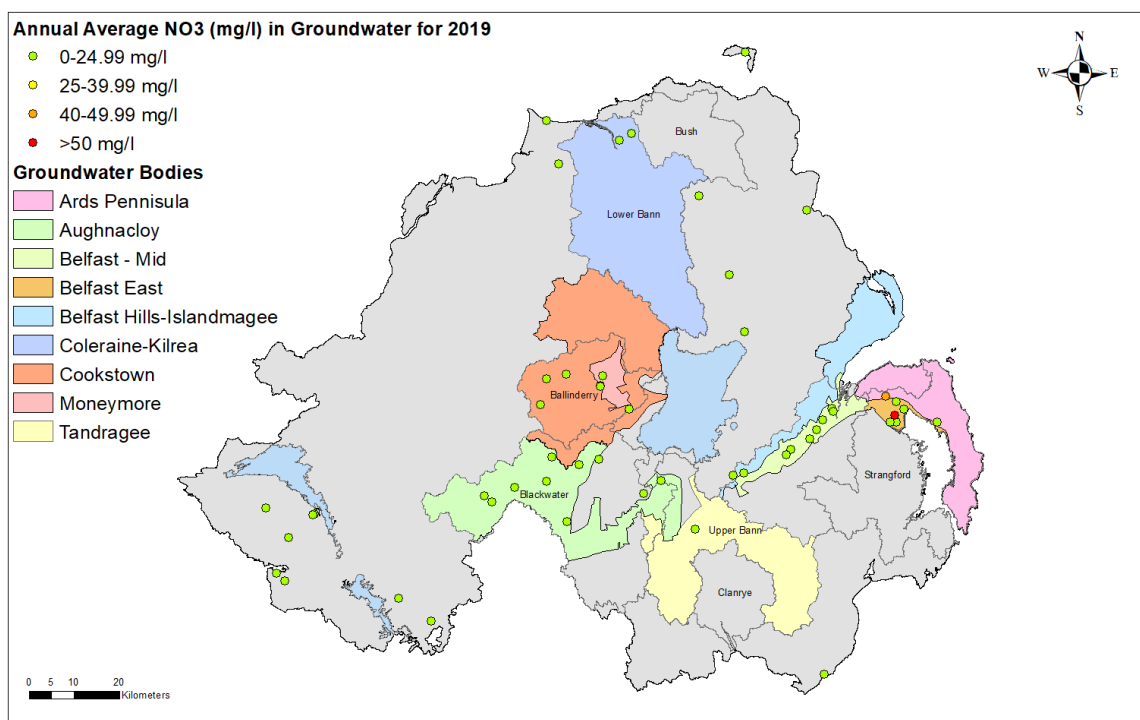 Annual Average NO3 (mg/l) in Groundwater for 2019
0-24.99 mg/l
25-39.99 mg/l
40-49.99 mg/l
>50 mg/l
Groundwater Bodies
Ards Pennisula
Aughnacloy
Belfast - Mid
Belfast East
Belfast Hills-Islandmagee
Coleraine-Kilrea
Cookstown
Moneymore
Tandragee
N
W E
S
Bush
Lower Bann
Ballinderry
Strangford
Blackwater
Upper Bann
Clanrye
0 5 10 20
Kilometers